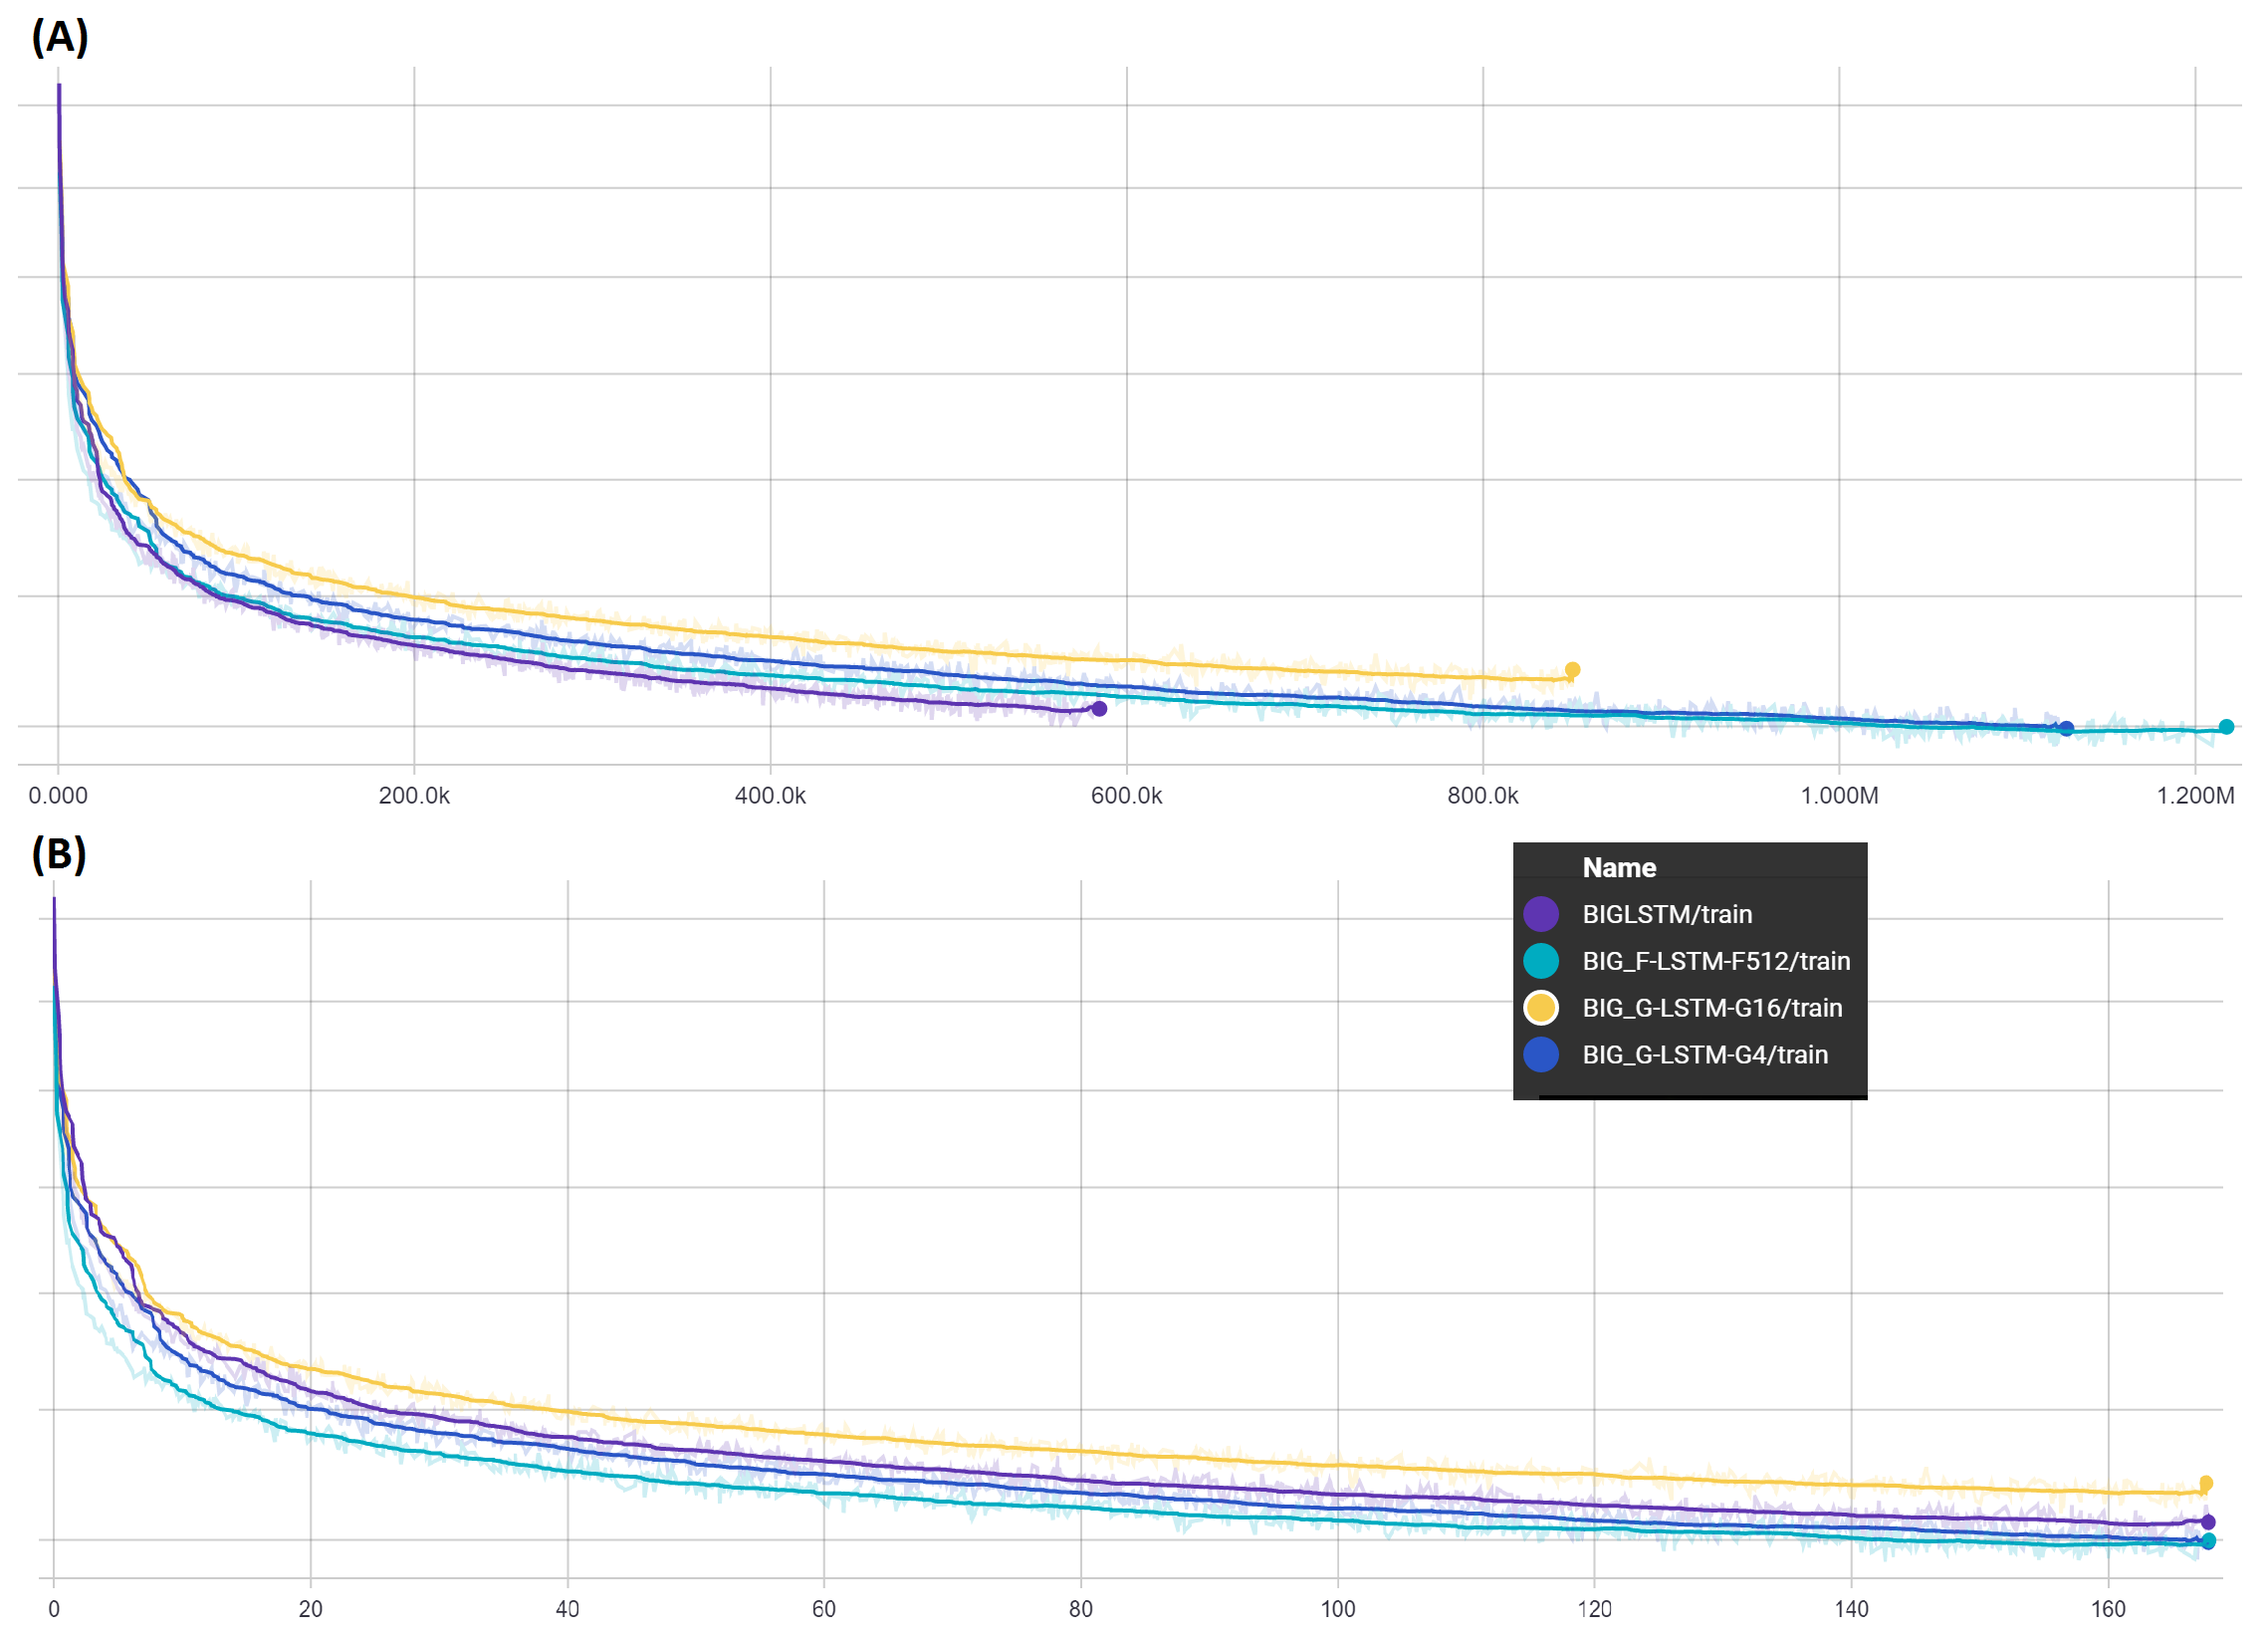 (A)
0.000 200.0k 400.0k 600.0k 800.0k 1.000M 1.200M
(B)
Name
BIGLSTM/train
BIG_F-LSTM-F512/train
BIG_G-LSTM-G16/train
BIG_G-LSTM-G4/train
0 20 40 60 80 100 120 140 160